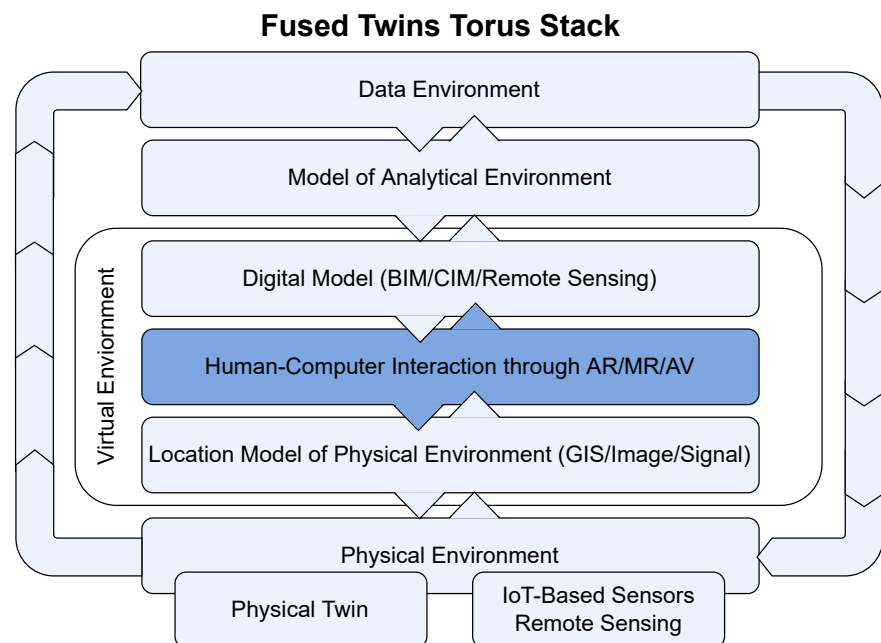 Fused Twins Torus Stack
Data Environment
Model of Analytical Environment
Virtual Enviornment
Digital Model (BIM/CIM/Remote Sensing)
Human-Computer Interaction through AR/MR/AV
Location Model of Physical Environment (GIS/Image/Signal)
Physical Environment
Physical Twin
IoT-Based Sensors
Remote Sensing